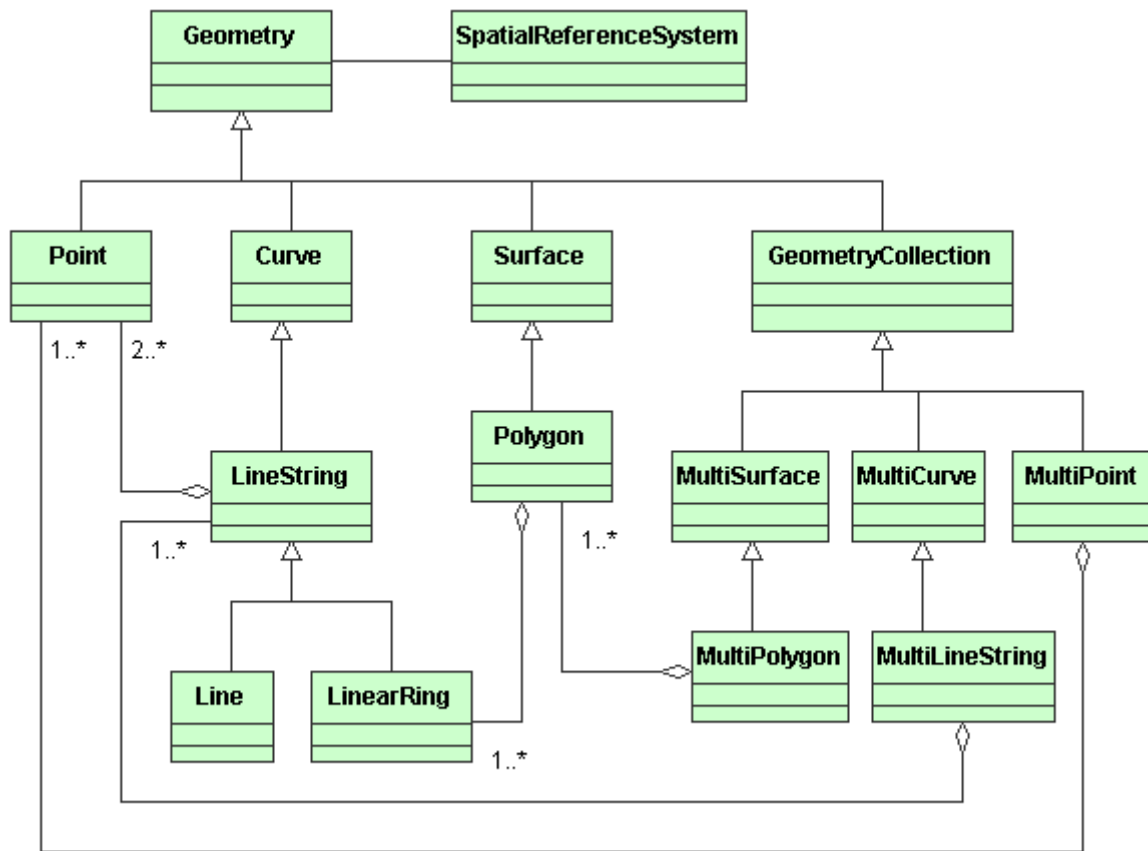 Geometry
SpatialReferenceSystem
Point
Curve
Surface
GeometryCollection
1..*
2..*
Polygon
LineString
MultiSurface
MultiCurve
MultiPoint
1..*
1..*
MultiPolygon
MultiLineString
Line
LinearRing
1..*